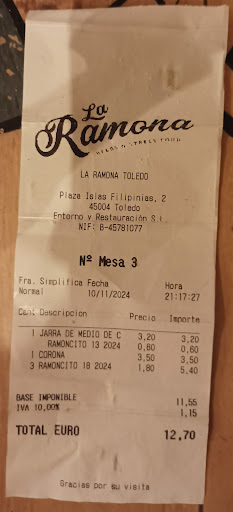 La
Ramona
LA RAMONA TOLEDO
Plaza Islas Filipinias, 2
45004 Toledo
Entorno y Restauración S.L.
NIF: B-45781077
Nº Mesa 3
Fra. Simplifica Fecha Hora
Normal 10/11/2024 21:17:27
Cant Descripcion Precio Importe
1 JARRA DE MEDIO DE C 3,20 3,20
RAMONCITO 13 2024 0,60 0,60
1 CORONA 3,50 3,50
3 RAMONCITO 18 2024 1,80 5,40
BASE IMPONIBLE 11,55
IVA 10,00% 1,15
TOTAL EURO 12,70
Gracias por su visita